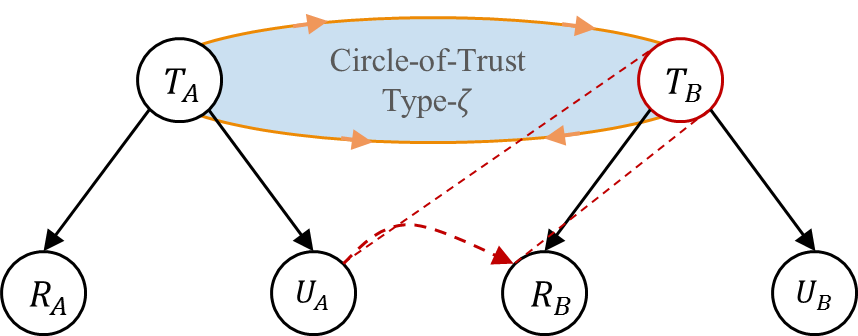 Circle-of-Trust
Type-ζ
T_A
T_B
R_A
U_A
R_B
U_B